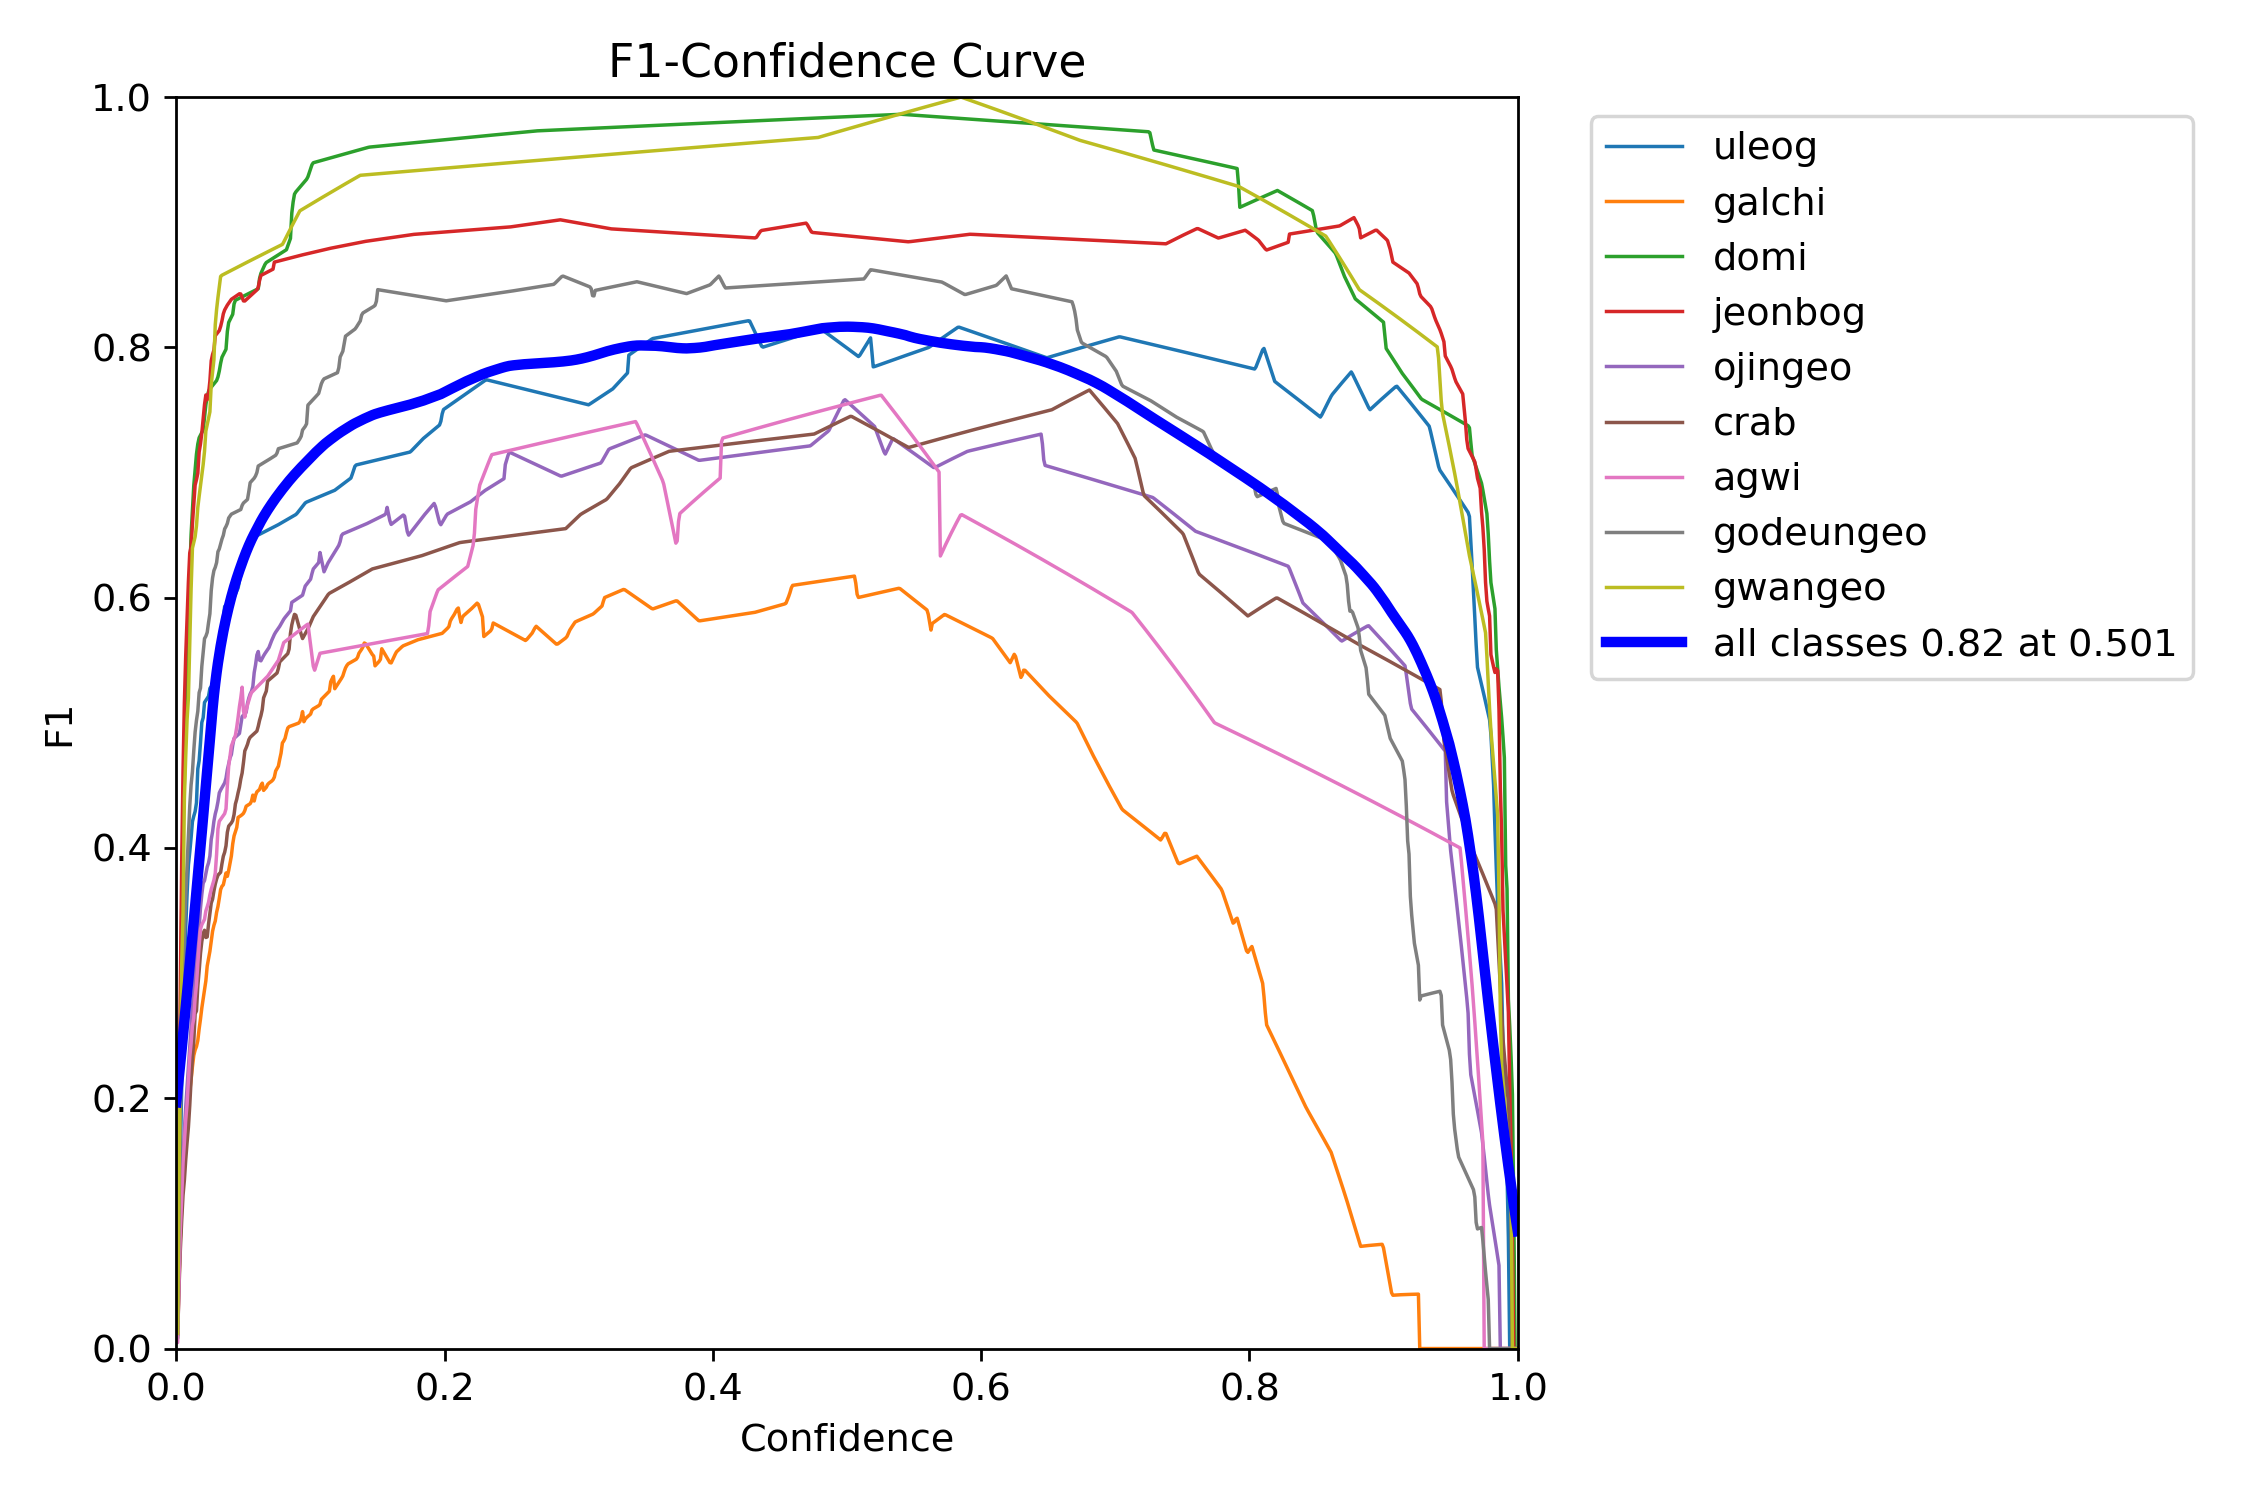 F1-Confidence Curve
1.0
0.8
0.6
0.4
0.2
0.0
F1
0.0 0.2 0.4 0.6 0.8 1.0
Confidence
uleog
galchi
domi
jeonbog
ojingeo
crab
agwi
godeungeo
gwangeo
all classes 0.82 at 0.501